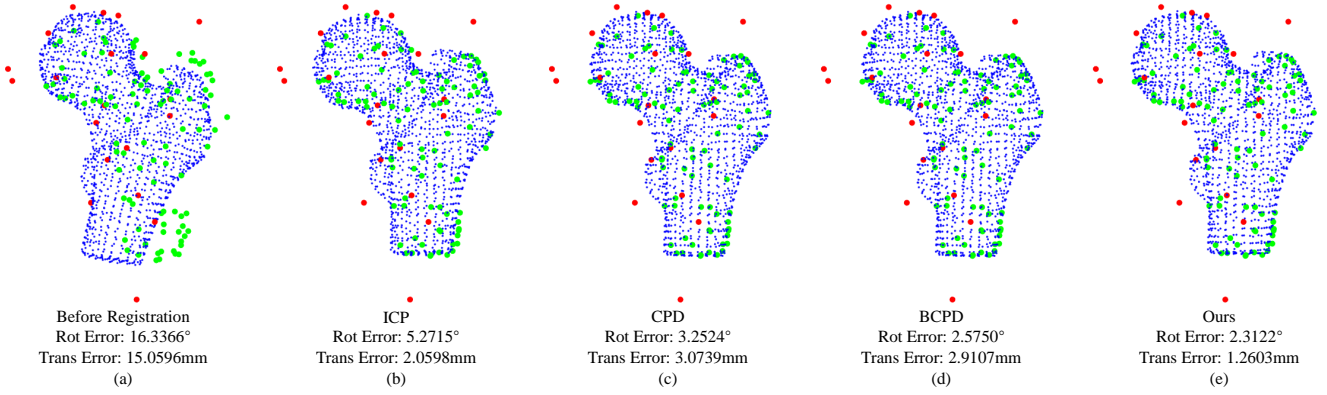 Before Registration
Rot Error: 16.3366°
Trans Error: 15.0596mm
(a)
ICP
Rot Error: 5.2715°
Trans Error: 2.0598mm
(b)
CPD
Rot Error: 3.2524°
Trans Error: 3.0739mm
(c)
BCPD
Rot Error: 2.5750°
Trans Error: 2.9107mm
(d)
Ours
Rot Error: 2.3122°
Trans Error: 1.2603mm
(e)